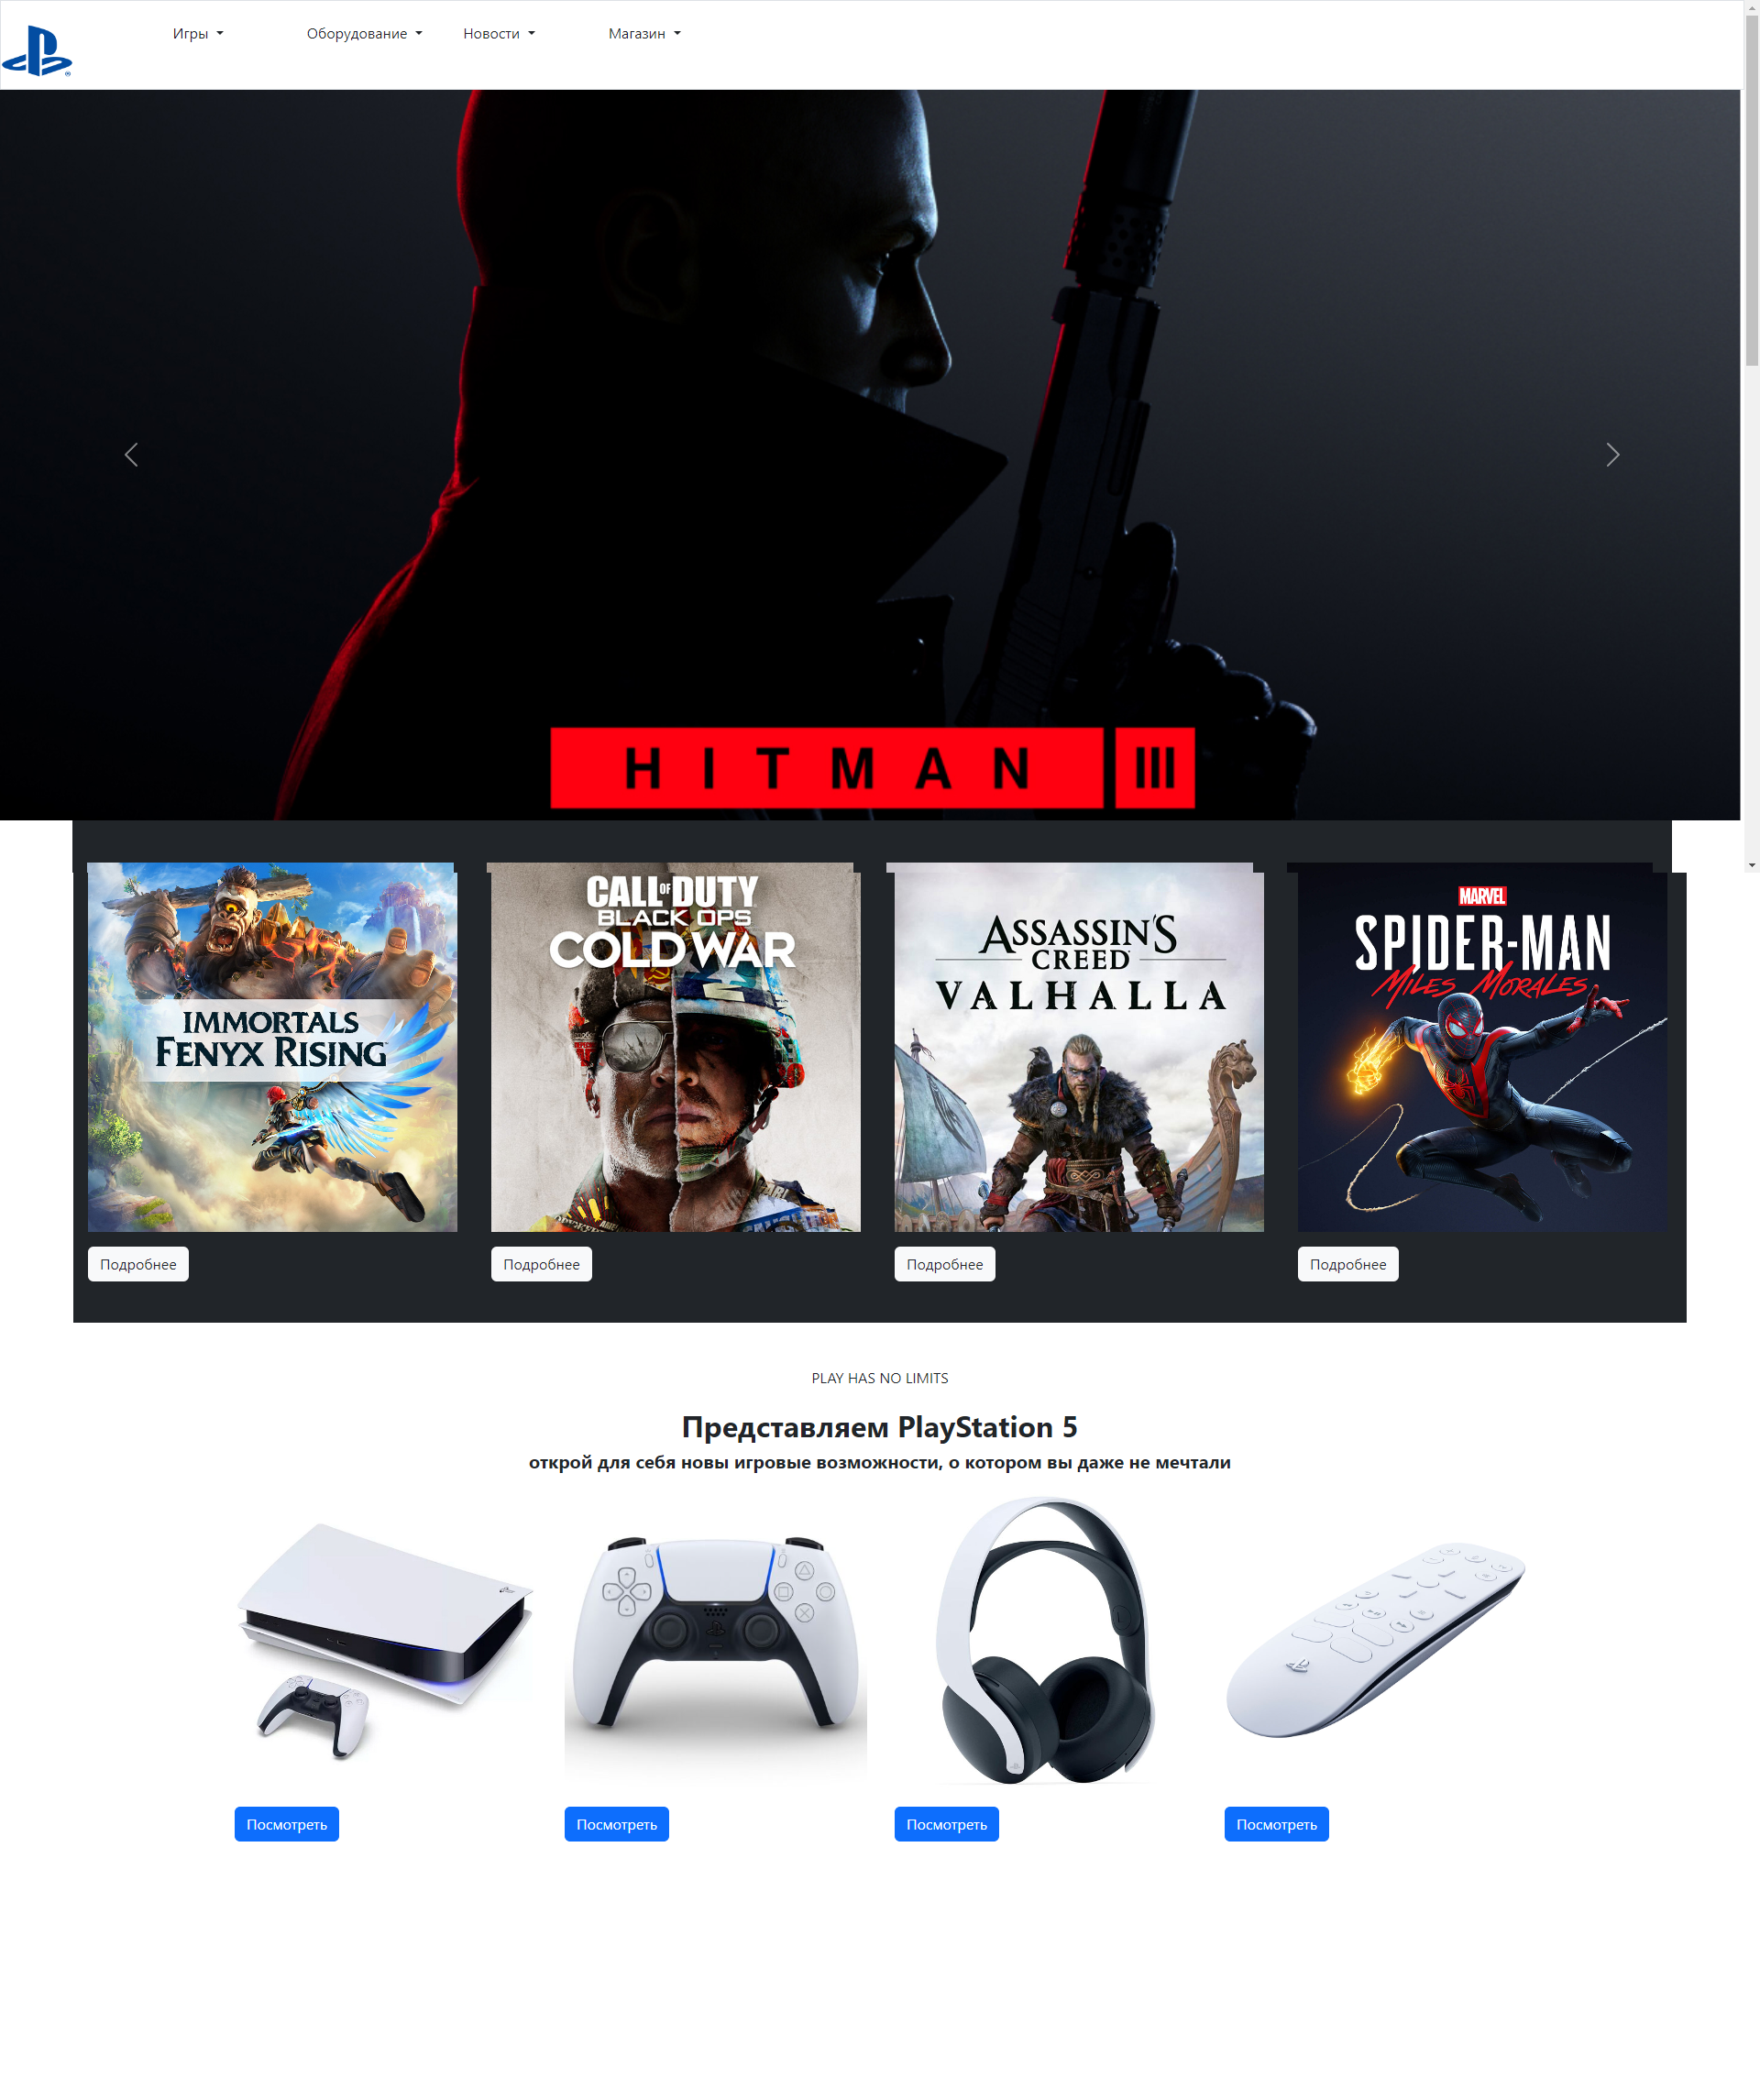 Игры Оборудование Новости Магазин
HITMAN III
IMMORTALS
FENYX RISING
CALL OF DUTY
BLACK OPS
COLD WAR
ASSASSIN'S
CREED
VALHALLA
MARVEL
SPIDER-MAN
MILES MORALES
Подробнее Подробнее Подробнее Подробнее
PLAY HAS NO LIMITS
Представляем PlayStation 5
открой для себя новы игровые возможности, о котором вы даже не мечтали
Посмотреть Посмотреть Посмотреть Посмотреть